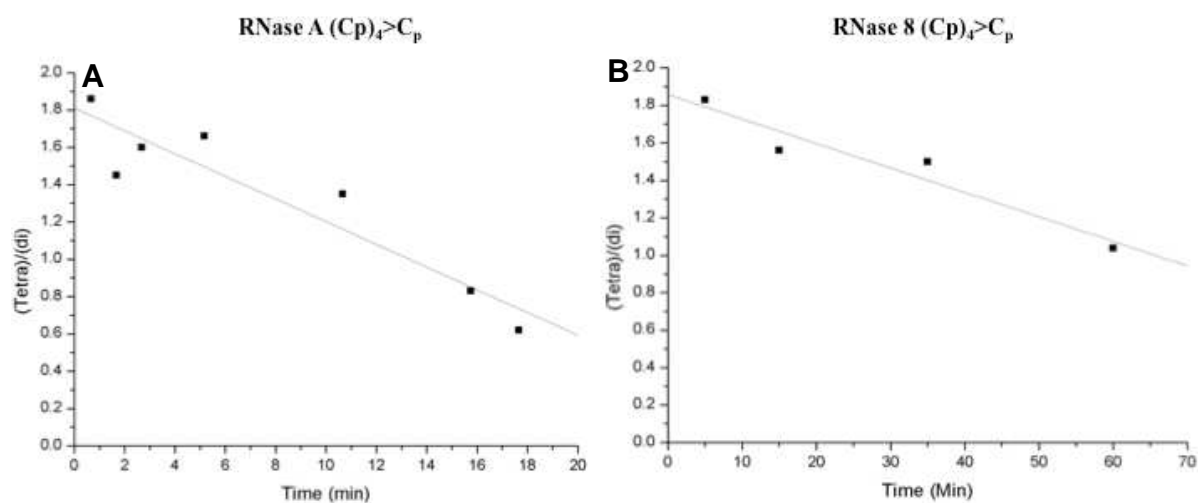 RNase A (Cp)₄>Cₚ
RNase 8 (Cp)₄>Cₚ
A
2.0
1.8
1.6
1.4
1.2
1.0
0.8
0.6
0.4
0.2
0.0
(Tetra)/(di)
0 2 4 6 8 10 12 14 16 18 20
Time (min)
B
2.0
1.8
1.6
1.4
1.2
1.0
0.8
0.6
0.4
0.2
0.0
(Tetra)/(di)
0 10 20 30 40 50 60 70
Time (Min)